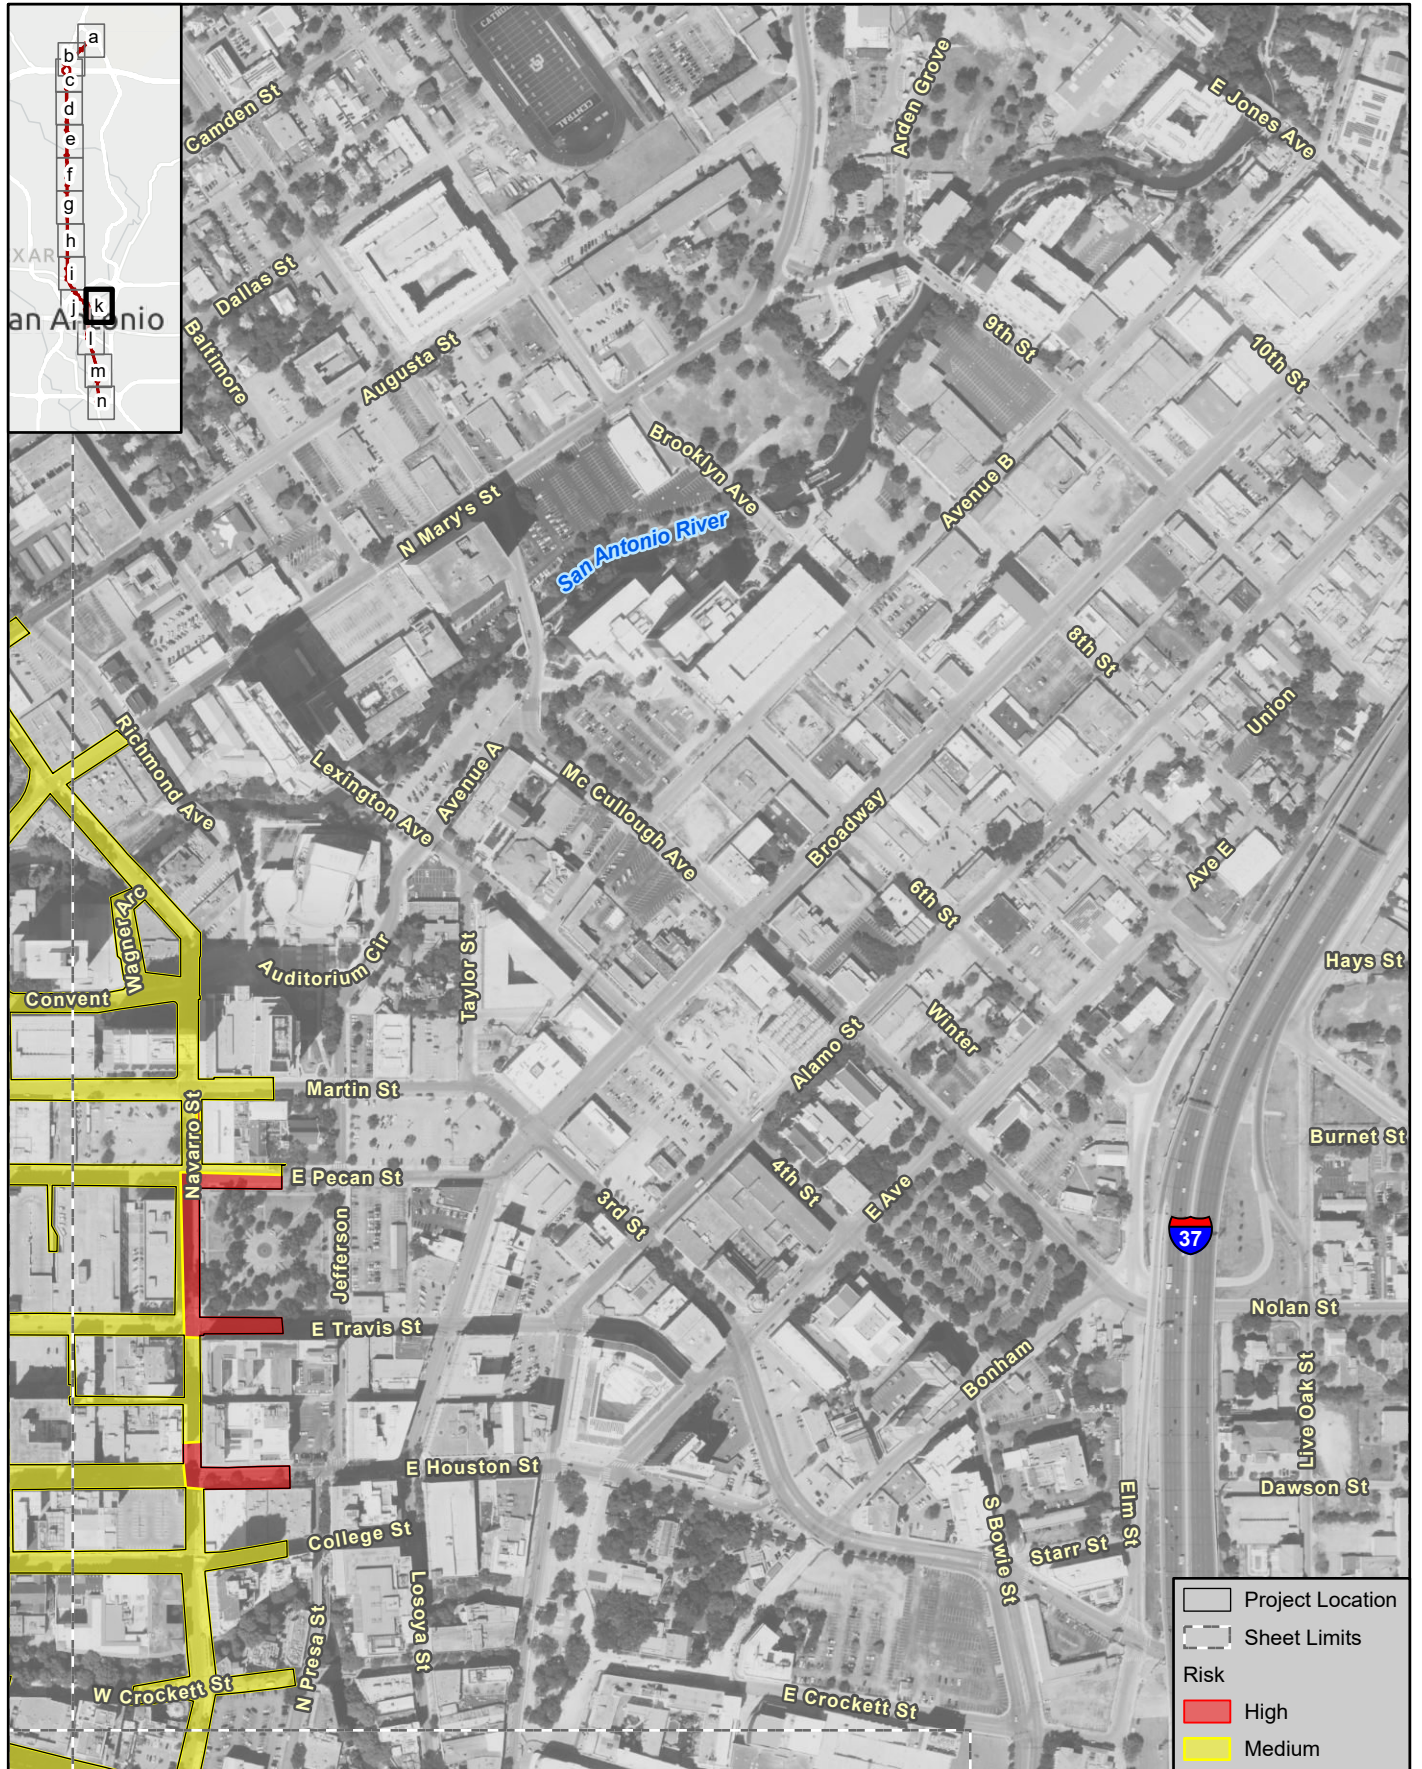 a
b
c
d
e
f
g
h
XAR
i
j
k
an Antonio
l
m
n
Camden St
CATHOLIC
CENTRAL
Arden Grove
E Jones Ave
Dallas St
Baltimore
Augusta St
9th St
10th St
Brooklyn Ave
Avenue B
N Mary's St
San Antonio River
8th St
Union
Richmond Ave
Lexington Ave
Avenue A
Mc Cullough Ave
Broadway
Ave E
6th St
Wagner Arc
Auditorium Cir
Taylor St
Hays St
Convent
Winter
Alamo St
Martin St
Navarro St
Burnet St
E Pecan St
4th St
E Ave
3rd St
Jefferson
37
Nolan St
E Travis St
Bonham
Live Oak St
E Houston St
Dawson St
Elm St
S Bowie St
College St
Starr St
Losoya St
N Presa St
W Crockett St
E Crockett St
Project Location
Sheet Limits
Risk
High
Medium